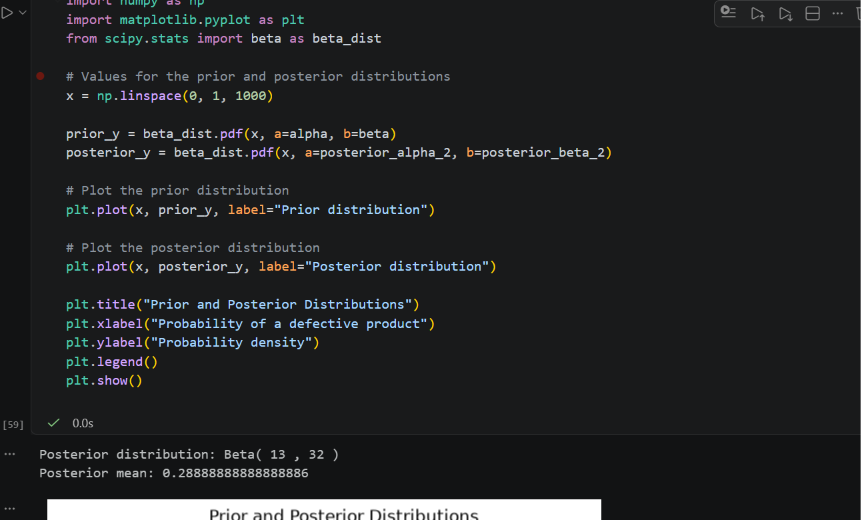 import numpy as np
import matplotlib.pyplot as plt
from scipy.stats import beta as beta_dist
# Values for the prior and posterior distributions
x = np.linspace(0, 1, 1000)
prior_y = beta_dist.pdf(x, a=alpha, b=beta)
posterior_y = beta_dist.pdf(x, a=posterior_alpha_2, b=posterior_beta_2)
# Plot the prior distribution
plt.plot(x, prior_y, label="Prior distribution")
# Plot the posterior distribution
plt.plot(x, posterior_y, label="Posterior distribution")
plt.title("Prior and Posterior Distributions")
plt.xlabel("Probability of a defective product")
plt.ylabel("Probability density")
plt.legend()
plt.show()
[59]
0.0s
Posterior distribution: Beta( 13 , 32 )
Posterior mean: 0.28888888888888886
Prior and Posterior Distributions